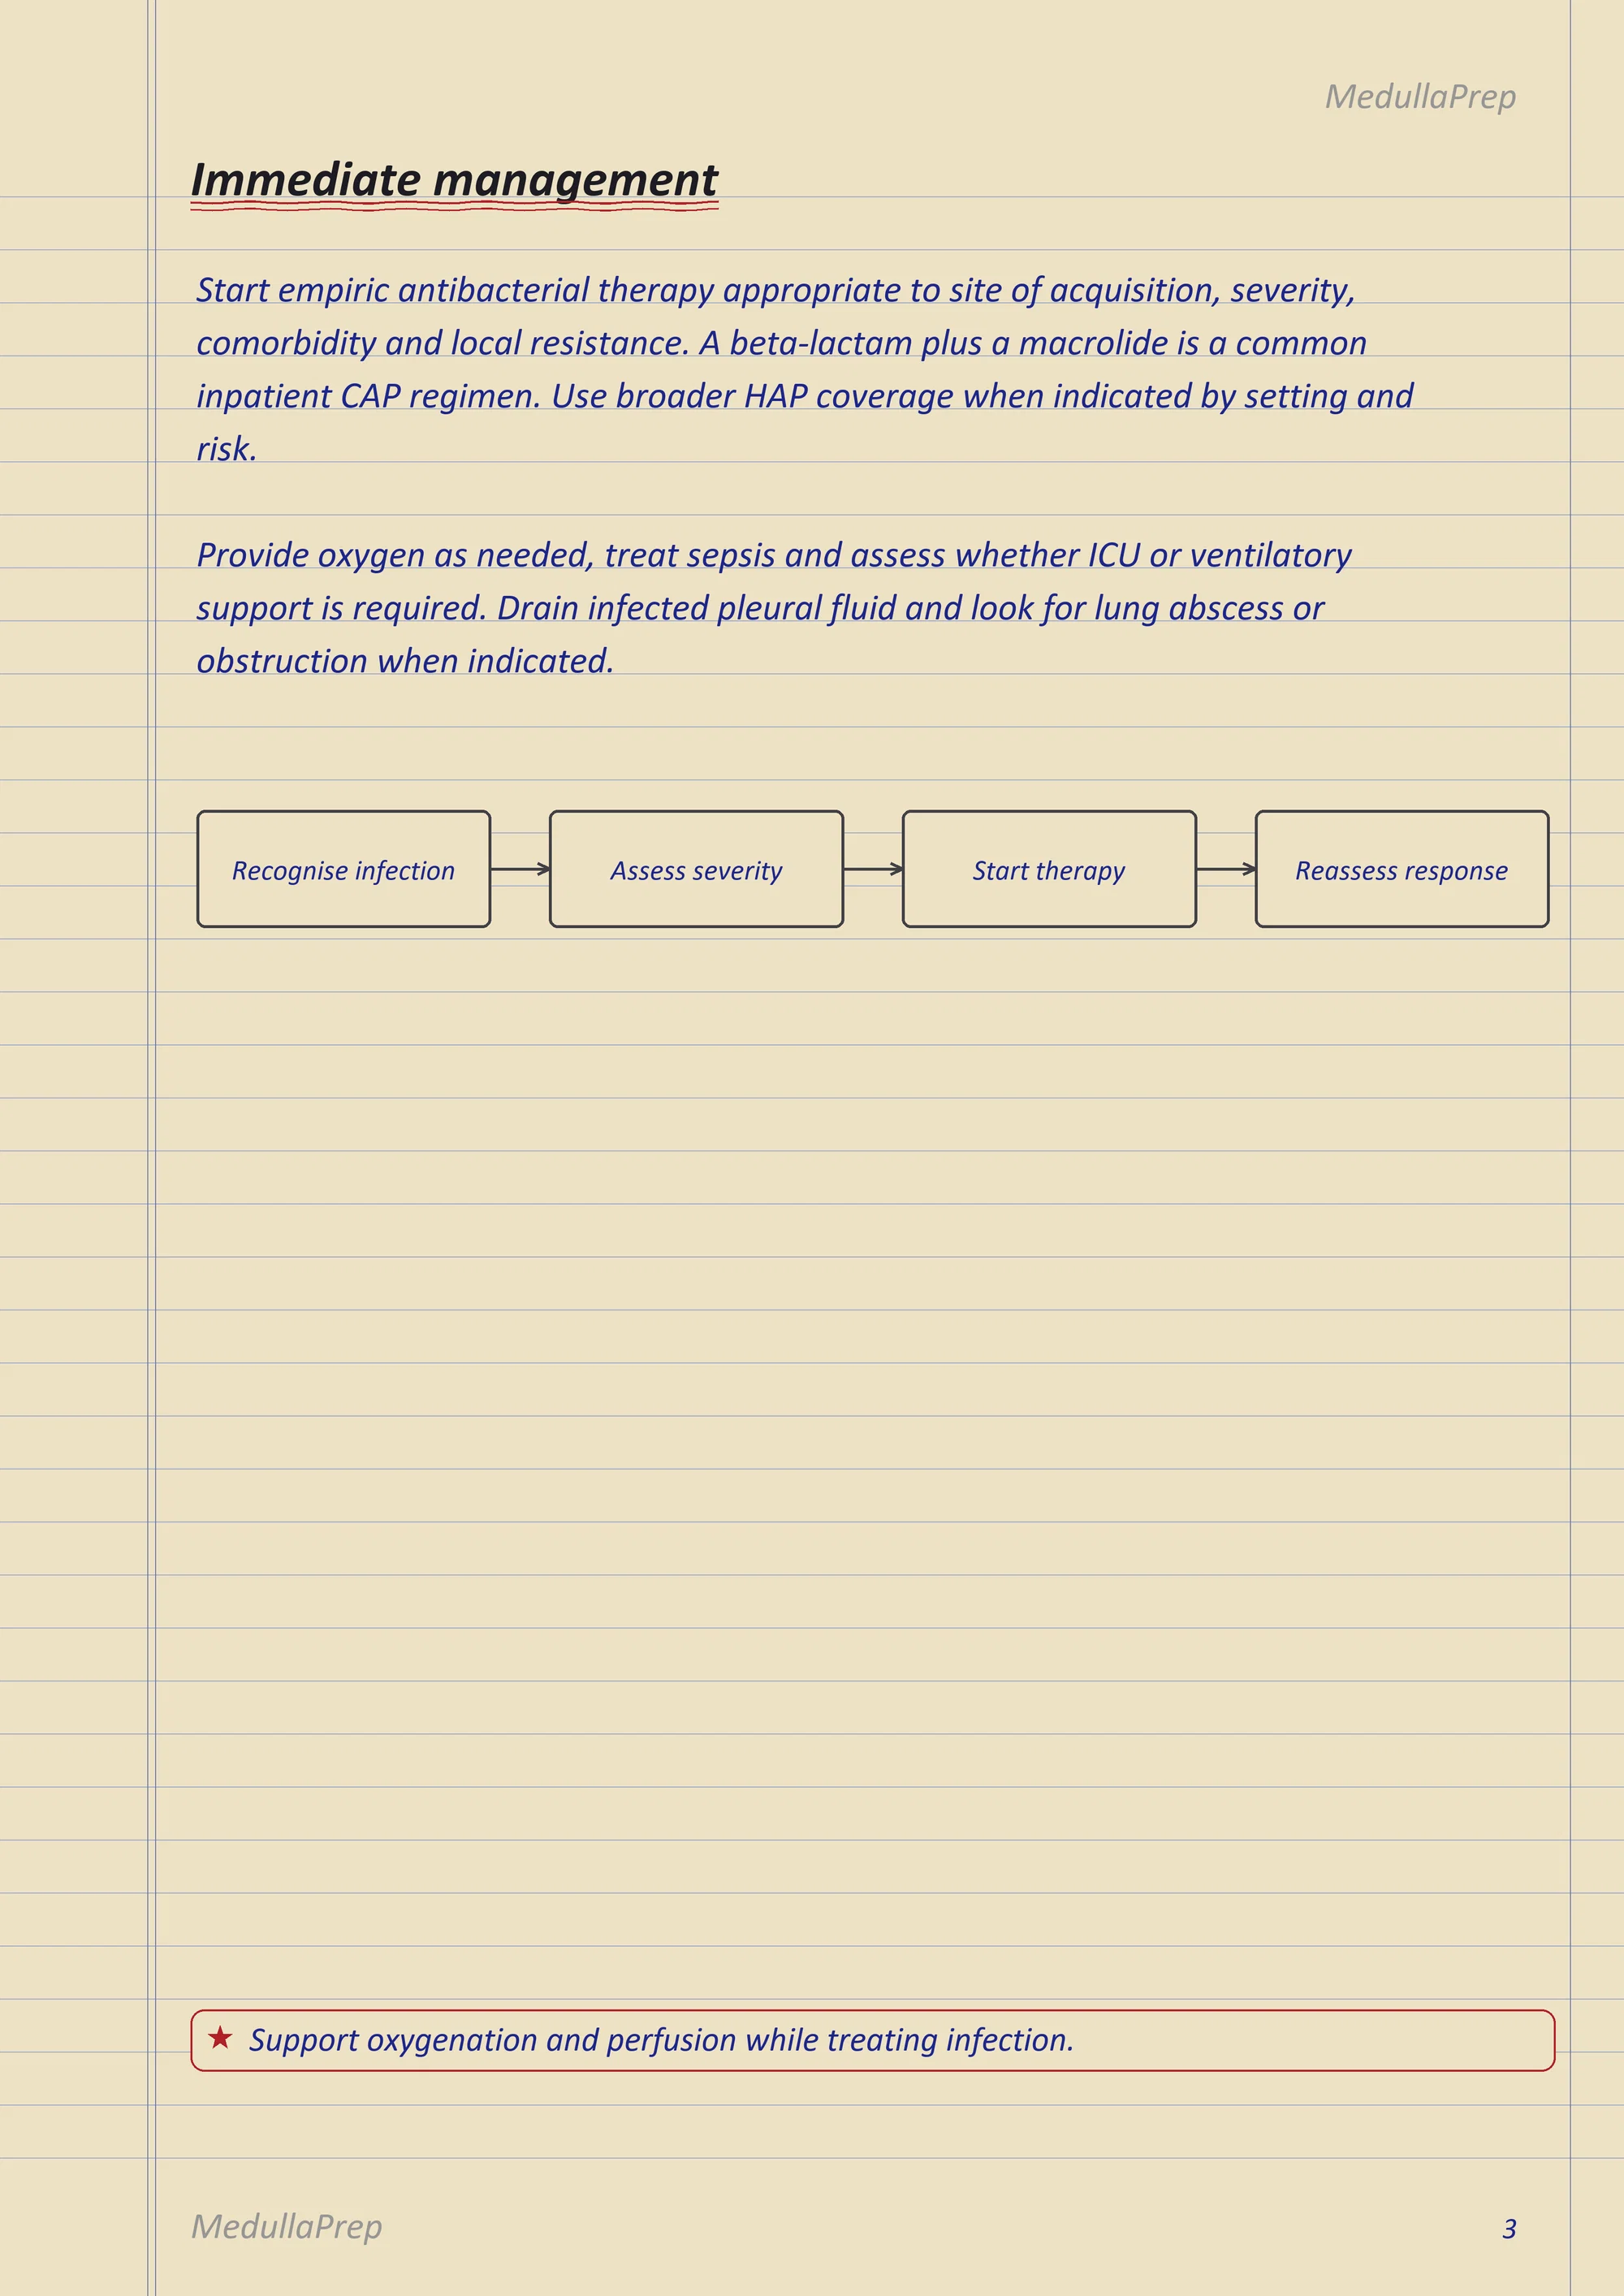 MedullaPrep
Immediate management
Start empiric antibacterial therapy appropriate to site of acquisition, severity,
comorbidity and local resistance. A beta-lactam plus a macrolide is a common
inpatient CAP regimen. Use broader HAP coverage when indicated by setting and
risk.
Provide oxygen as needed, treat sepsis and assess whether ICU or ventilatory
support is required. Drain infected pleural fluid and look for lung abscess or
obstruction when indicated.
Recognise infection
Assess severity
Start therapy
Reassess response
★ Support oxygenation and perfusion while treating infection.
MedullaPrep
3